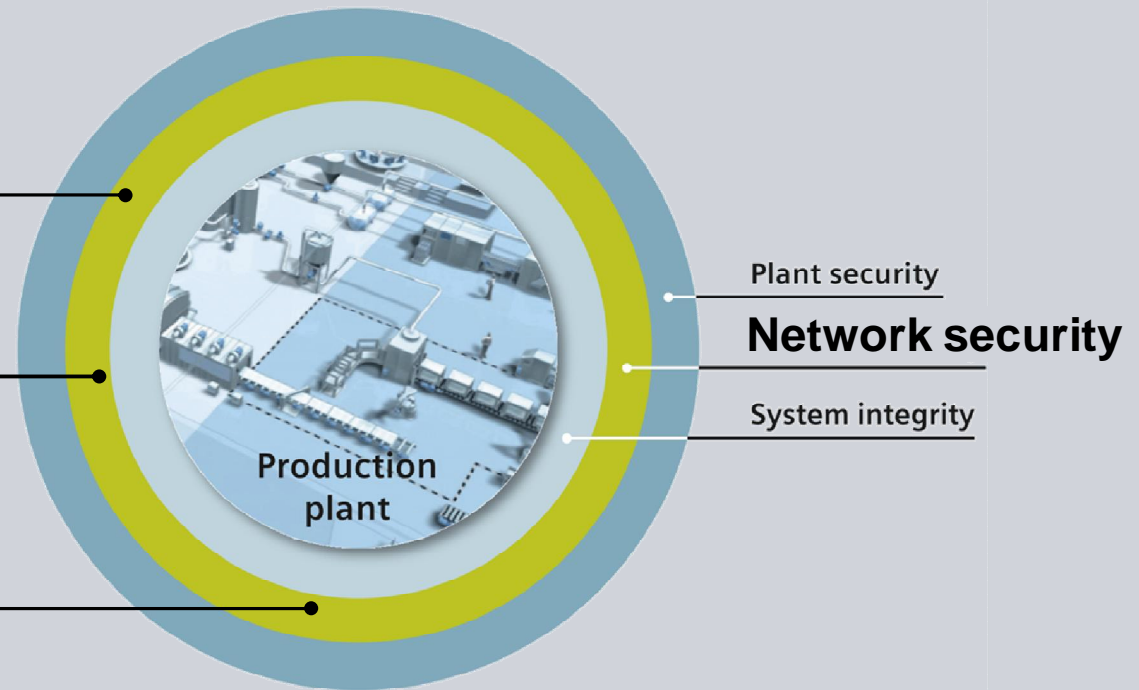 Plant security
Network security
System integrity
Production
plant